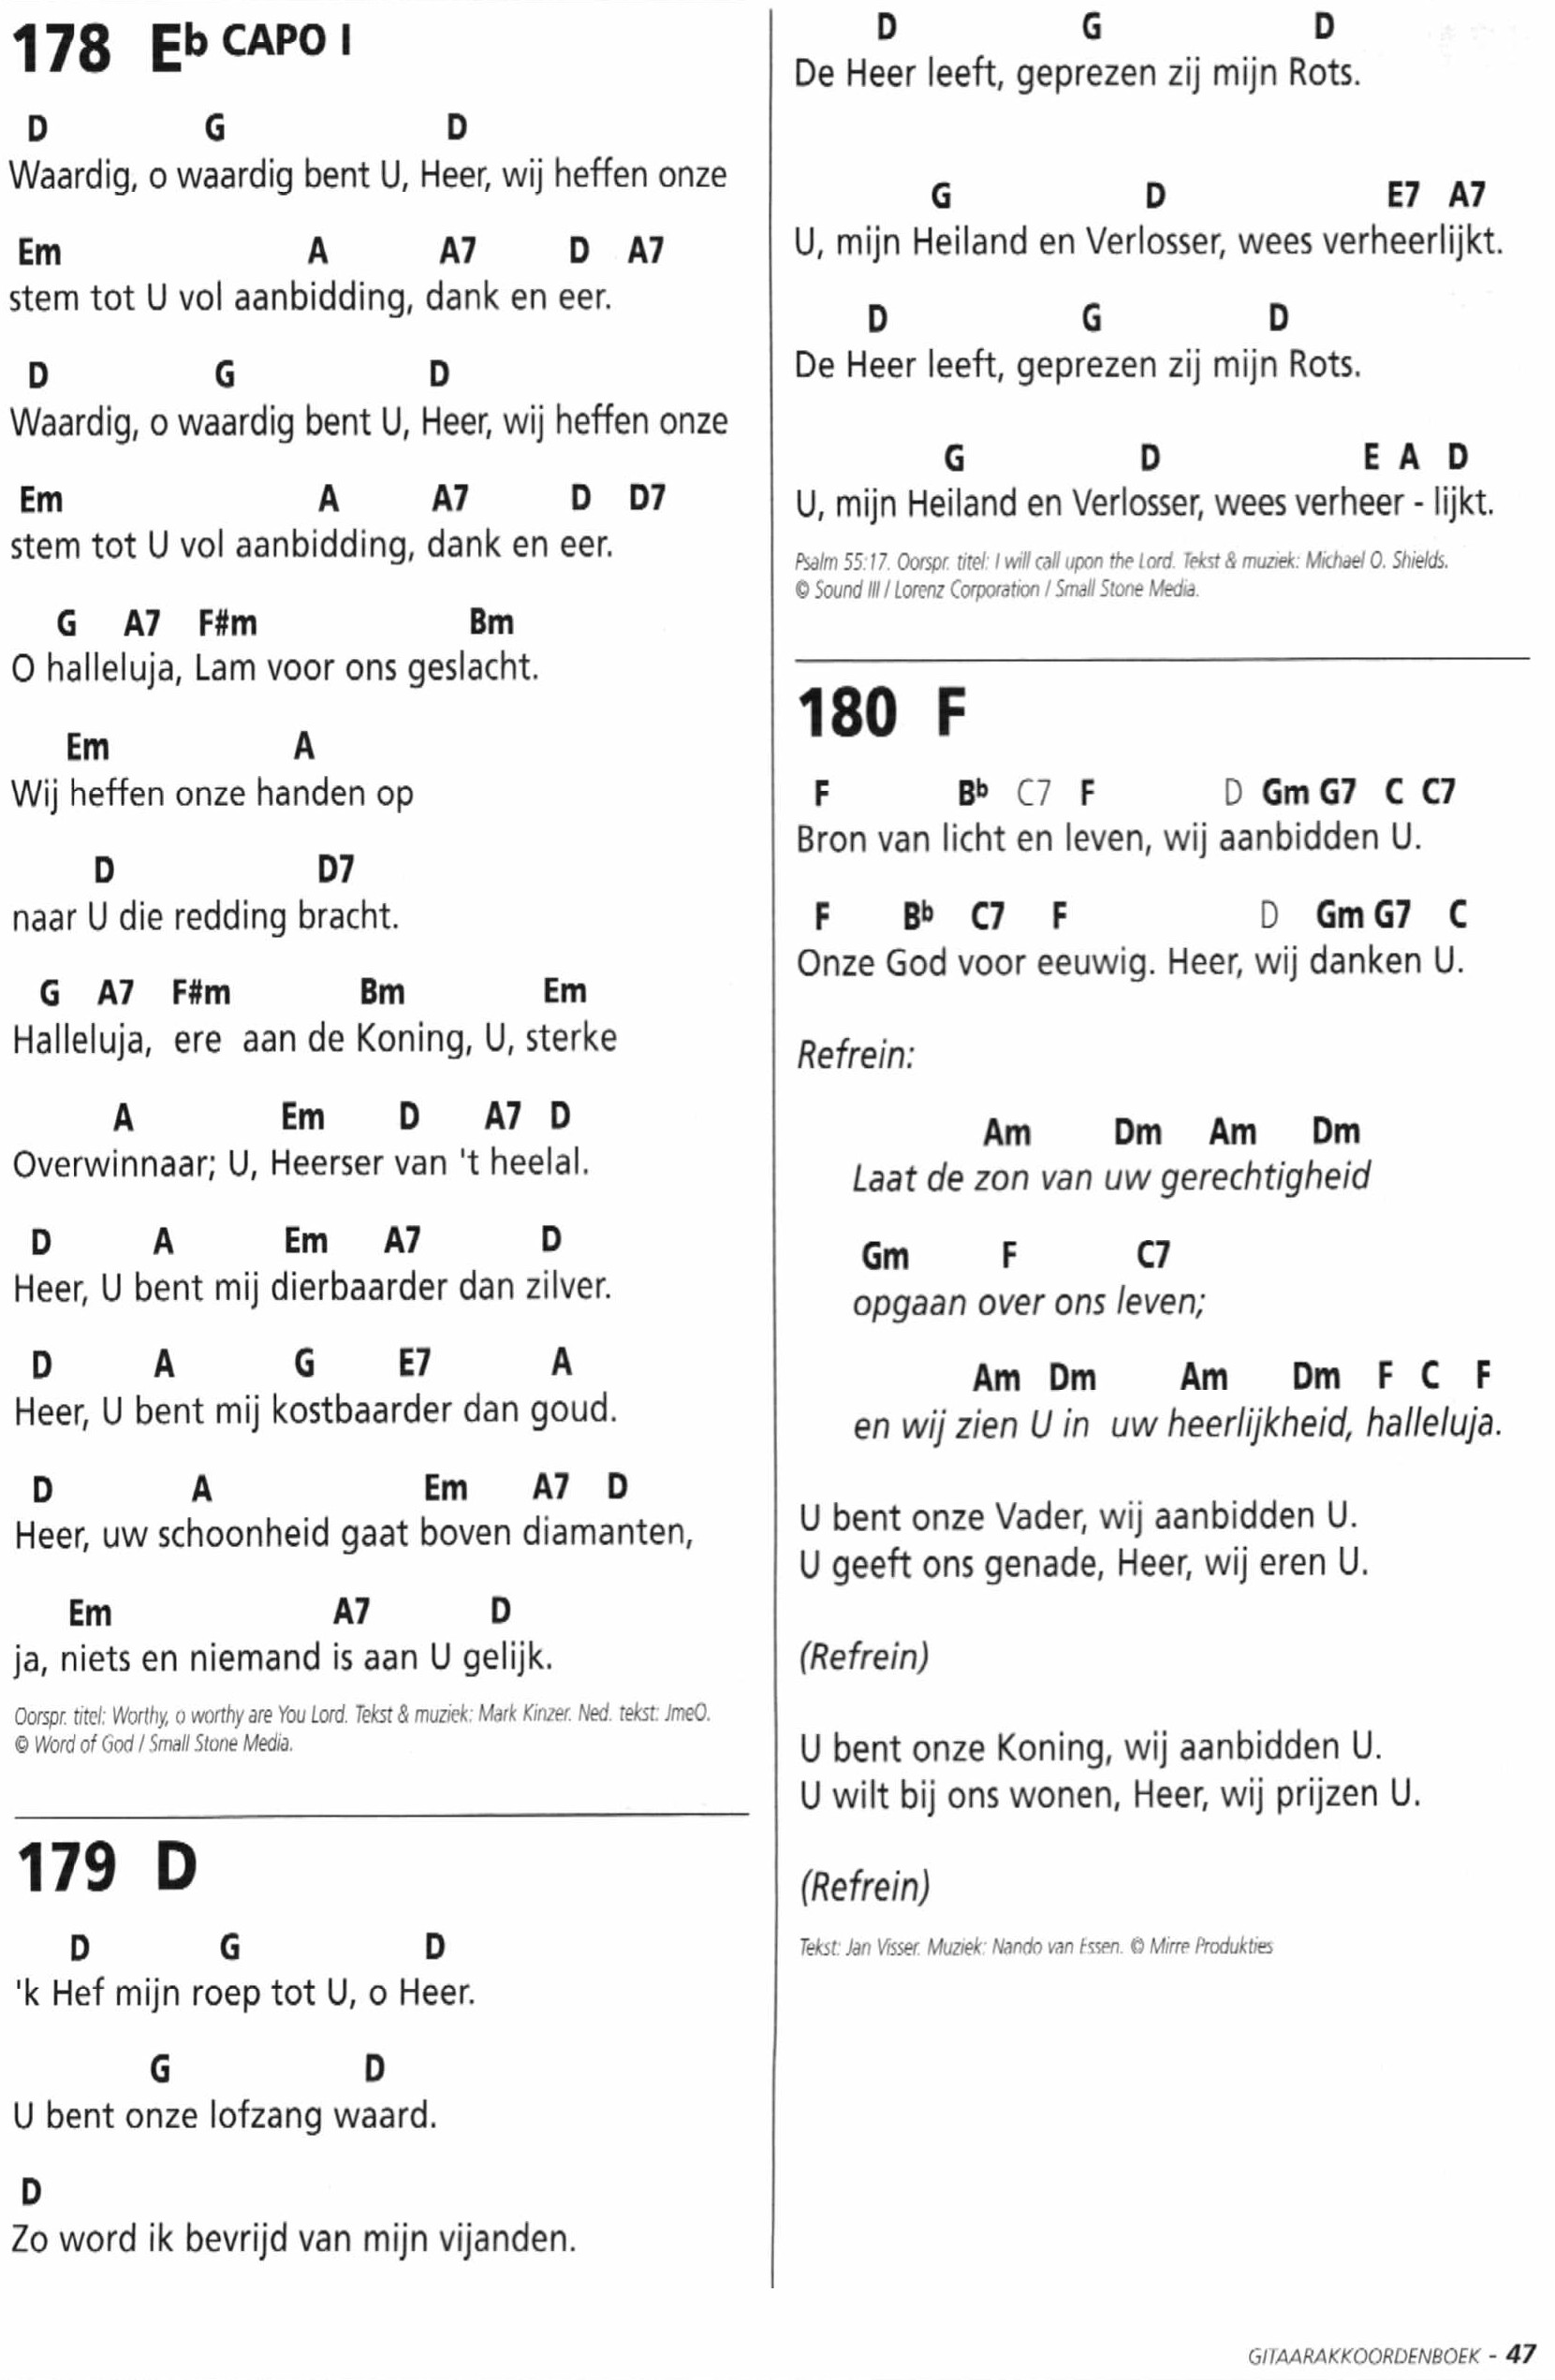 178 Eb CAPO I
D G D
Waardig, o waardig bent U, Heer, wij heffen onze
Em A A7 D A7
stem tot U vol aanbidding, dank en eer.
D G D
Waardig, o waardig bent U, Heer, wij heffen onze
Em A A7 D D7
stem tot U vol aanbidding, dank en eer.
G A7 F#m Bm
O halleluja, Lam voor ons geslacht.
Em A
Wij heffen onze handen op
D D7
naar U die redding bracht.
G A7 F#m Bm Em
Halleluja, ere aan de Koning, U, sterke
A Em D A7 D
Overwinnaar; U, Heerser van 't heelal.
D A Em A7 D
Heer, U bent mij dierbaarder dan zilver.
D A G E7 A
Heer, U bent mij kostbaarder dan goud.
D A Em A7 D
Heer, uw schoonheid gaat boven diamanten,
Em A7 D
ja, niets en niemand is aan U gelijk.
Oorspr. titel: Worthy, o worthy are You Lord. Tekst & muziek: Mark Kinzer. Ned. tekst: JmeO.
© Word of God / Small Stone Media.
179 D
D G D
'k Hef mijn roep tot U, o Heer.
G D
U bent onze lofzang waard.
D
Zo word ik bevrijd van mijn vijanden.
D G D
De Heer leeft, geprezen zij mijn Rots.
G D E7 A7
U, mijn Heiland en Verlosser, wees verheerlijkt.
D G D
De Heer leeft, geprezen zij mijn Rots.
G D E A D
U, mijn Heiland en Verlosser, wees verheer - lijkt.
Psalm 55:17. Oorspr. titel: I will call upon the Lord. Tekst & muziek: Michael O. Shields.
© Sound III / Lorenz Corporation / Small Stone Media.
180 F
F Bb C7 F D Gm G7 C C7
Bron van licht en leven, wij aanbidden U.
F Bb C7 F D Gm G7 C
Onze God voor eeuwig. Heer, wij danken U.
Refrein:
Am Dm Am Dm
Laat de zon van uw gerechtigheid
Gm F C7
opgaan over ons leven;
Am Dm Am Dm F C F
en wij zien U in uw heerlijkheid, halleluja.
U bent onze Vader, wij aanbidden U.
U geeft ons genade, Heer, wij eren U.
(Refrein)
U bent onze Koning, wij aanbidden U.
U wilt bij ons wonen, Heer, wij prijzen U.
(Refrein)
Tekst: Jan Visser. Muziek: Nando van Essen. © Mirre Produkties
GITAARAKKOORDENBOEK - 47